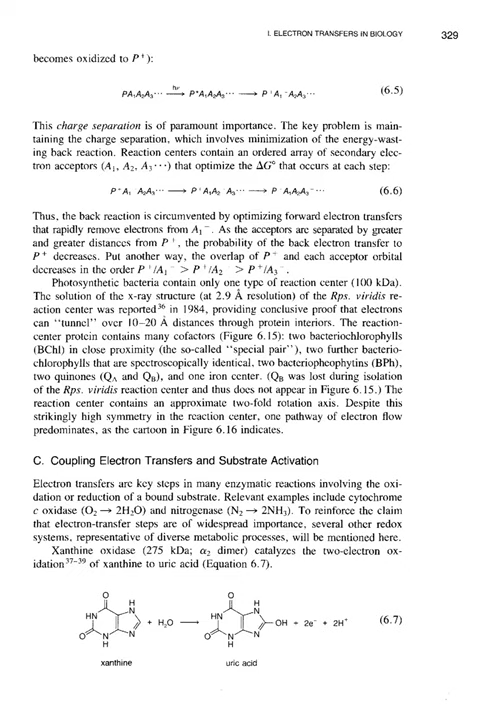 I. ELECTRON TRANSFERS IN BIOLOGY 329
becomes oxidized to P⁺):
PA₁A₂A₃··· —hν→ P*A₁A₂A₃··· ⟶ P⁺A₁⁻A₂A₃··· (6.5)
This charge separation is of paramount importance. The key problem is main-
taining the charge separation, which involves minimization of the energy-wast-
ing back reaction. Reaction centers contain an ordered array of secondary elec-
tron acceptors (A₁, A₂, A₃···) that optimize the ΔG° that occurs at each step:
P⁺A₁⁻A₂A₃··· ⟶ P⁺A₁A₂⁻A₃··· ⟶ P⁺A₁A₂A₃⁻··· (6.6)
Thus, the back reaction is circumvented by optimizing forward electron transfers
that rapidly remove electrons from A₁⁻. As the acceptors are separated by greater
and greater distances from P⁺, the probability of the back electron transfer to
P⁺ decreases. Put another way, the overlap of P⁺ and each acceptor orbital
decreases in the order P⁺/A₁⁻ > P⁺/A₂⁻ > P⁺/A₃⁻.
Photosynthetic bacteria contain only one type of reaction center (100 kDa).
The solution of the x-ray structure (at 2.9 Å resolution) of the Rps. viridis re-
action center was reported³⁶ in 1984, providing conclusive proof that electrons
can "tunnel" over 10–20 Å distances through protein interiors. The reaction-
center protein contains many cofactors (Figure 6.15): two bacteriochlorophylls
(BChl) in close proximity (the so-called "special pair"), two further bacterio-
chlorophylls that are spectroscopically identical, two bacteriopheophytins (BPh),
two quinones (Q_A and Q_B), and one iron center. (Q_B was lost during isolation
of the Rps. viridis reaction center and thus does not appear in Figure 6.15.) The
reaction center contains an approximate two-fold rotation axis. Despite this
strikingly high symmetry in the reaction center, one pathway of electron flow
predominates, as the cartoon in Figure 6.16 indicates.
C. Coupling Electron Transfers and Substrate Activation
Electron transfers are key steps in many enzymatic reactions involving the oxi-
dation or reduction of a bound substrate. Relevant examples include cytochrome
c oxidase (O₂ → 2H₂O) and nitrogenase (N₂ → 2NH₃). To reinforce the claim
that electron-transfer steps are of widespread importance, several other redox
systems, representative of diverse metabolic processes, will be mentioned here.
Xanthine oxidase (275 kDa; α₂ dimer) catalyzes the two-electron ox-
idation³⁷⁻³⁹ of xanthine to uric acid (Equation 6.7).
O H O H
HN N HN N
+ H₂O ⟶ OH + 2e⁻ + 2H⁺ (6.7)
O N N O N N
H H
xanthine uric acid